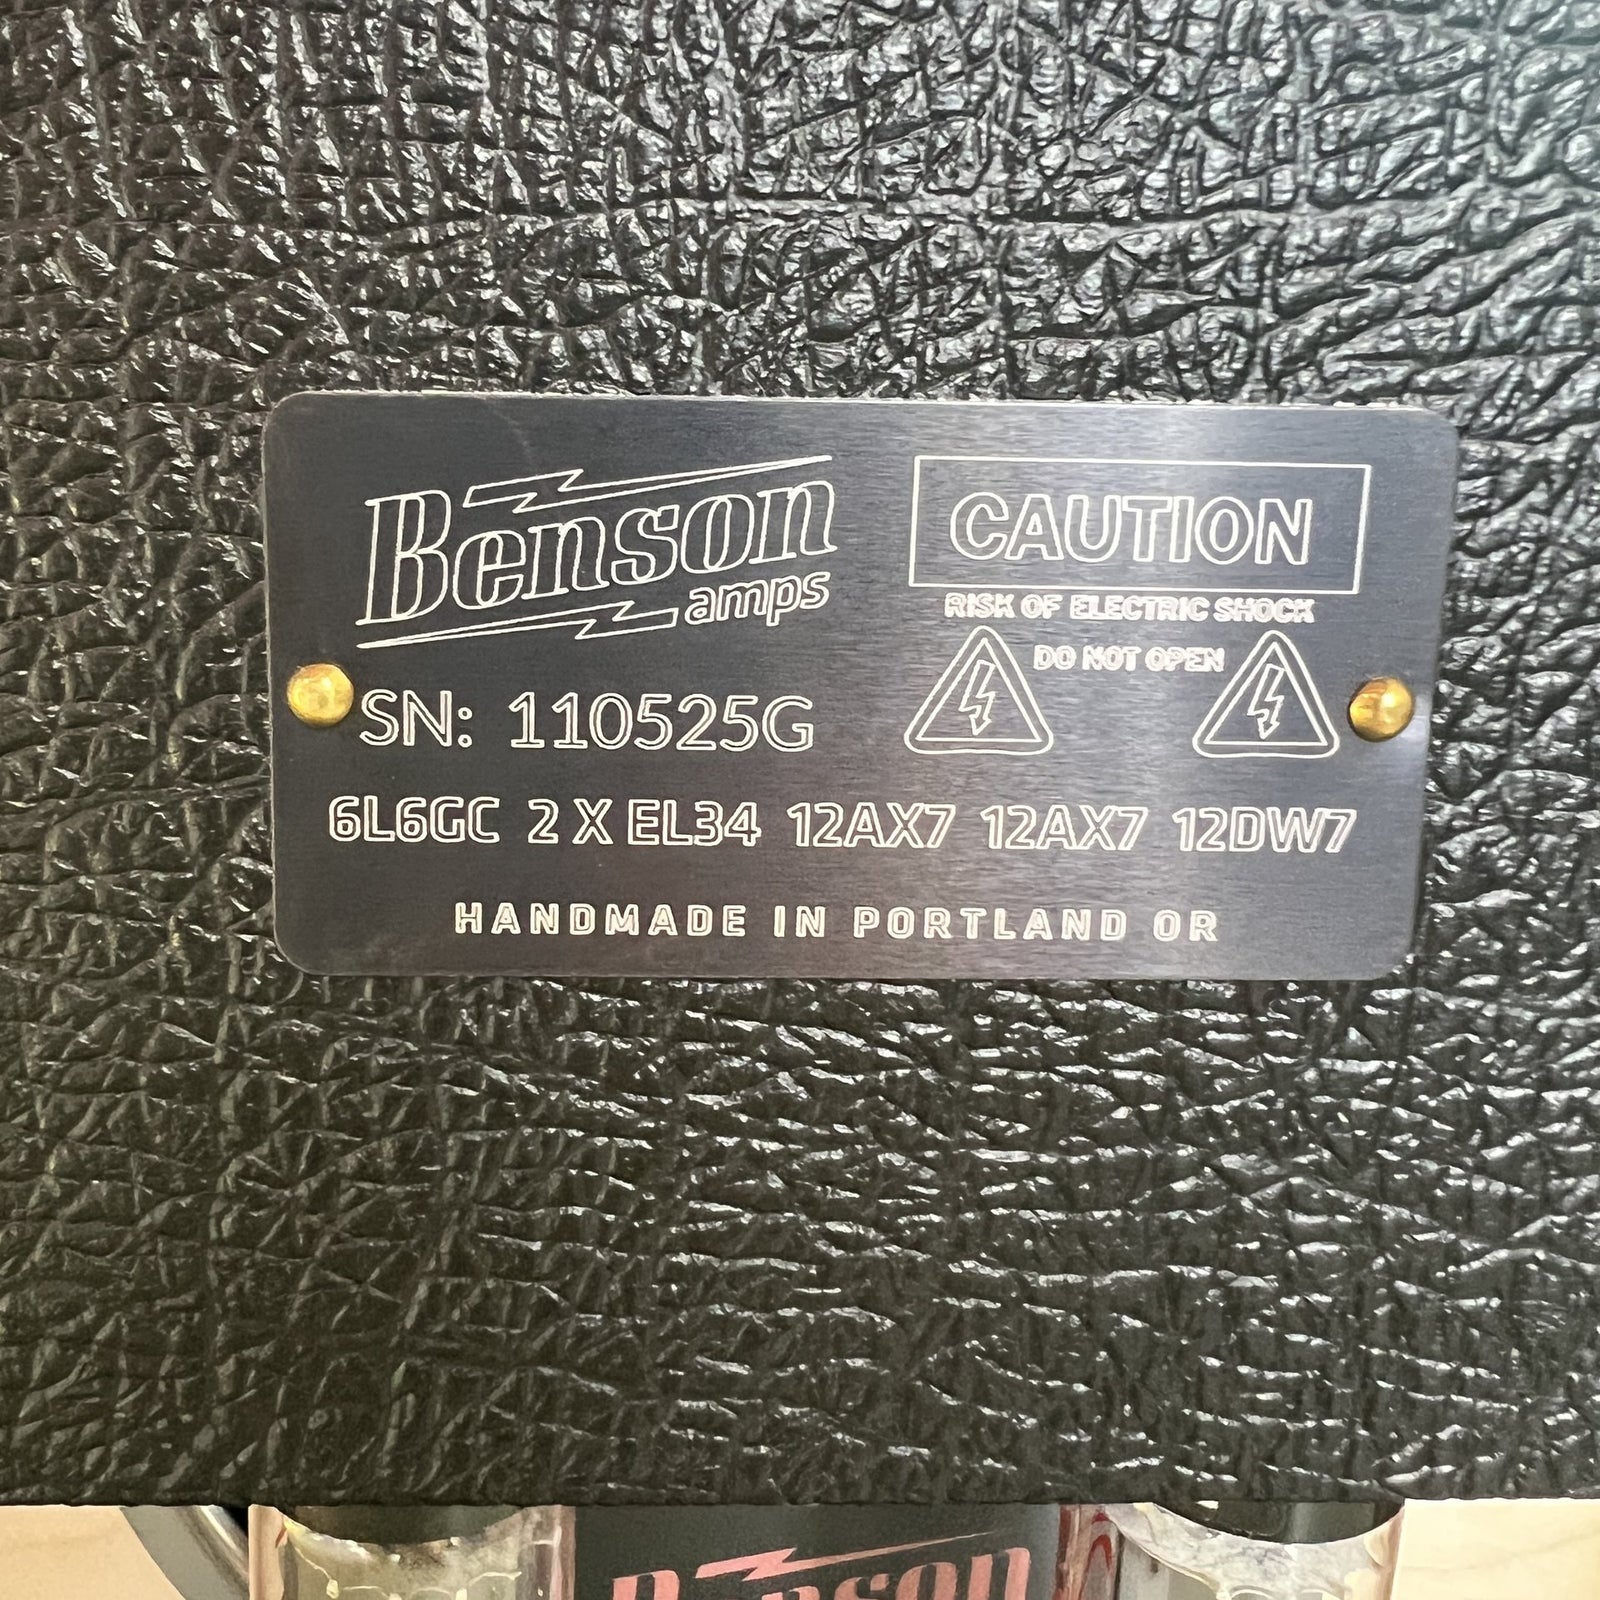 Benson
amps
CAUTION
RISK OF ELECTRIC SHOCK
DO NOT OPEN
SN: 110525G
6L6GC 2 X EL34 12AX7 12AX7 12DW7
HANDMADE IN PORTLAND OR
Benson